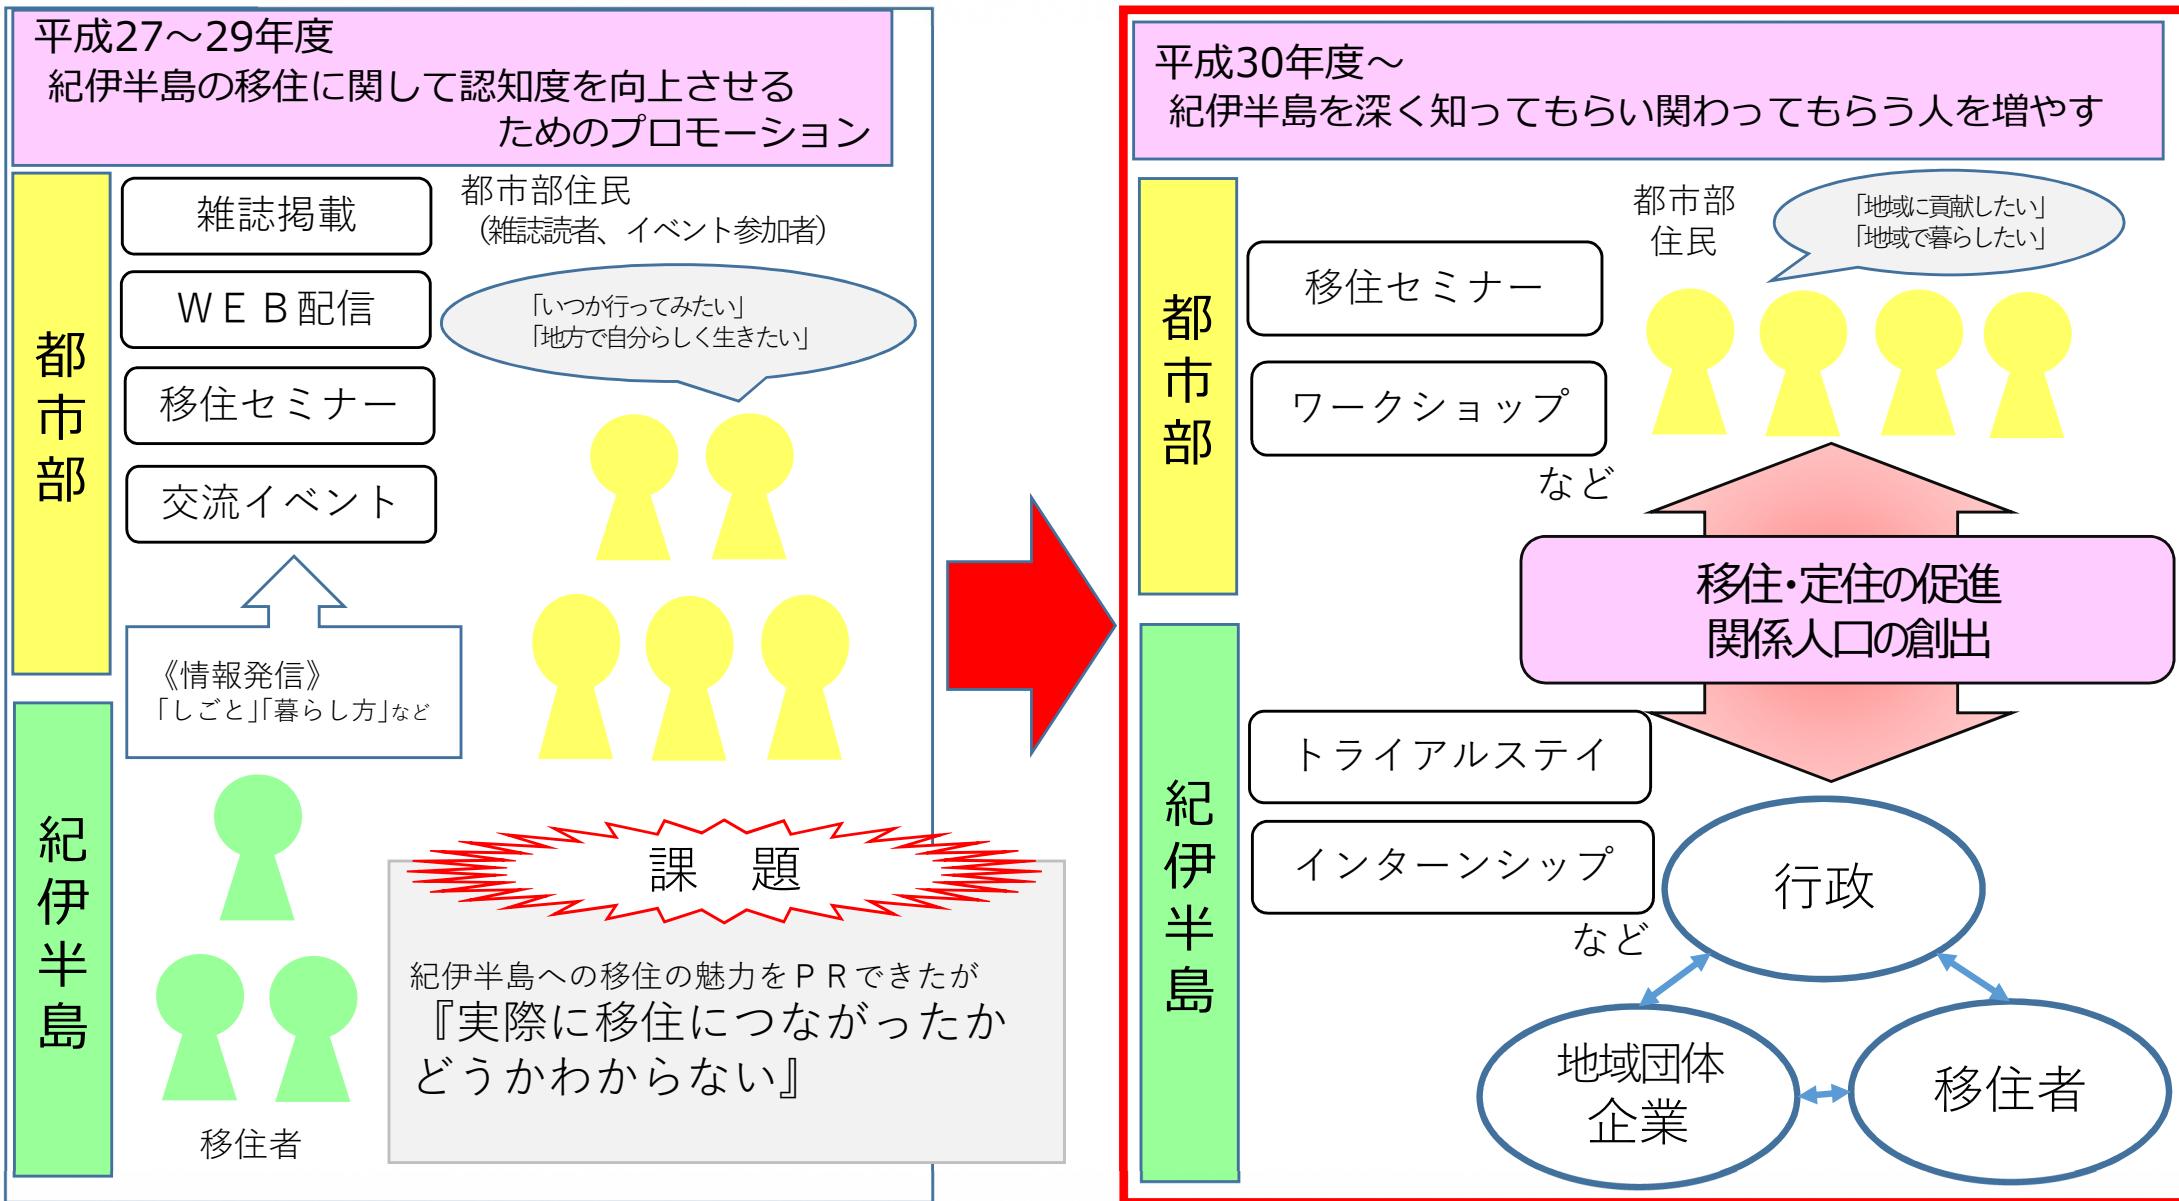 平成27～29年度
紀伊半島の移住に関して認知度を向上させる
ためのプロモーション
都市部
雑誌掲載
ＷＥＢ配信
移住セミナー
交流イベント
都市部住民
（雑誌読者、イベント参加者）
「いつか行ってみたい」
「地方で自分らしく生きたい」
《情報発信》
「しごと」「暮らし方」など
紀伊半島
移住者
課　題
紀伊半島への移住の魅力をＰＲできたが
『実際に移住につながったか
どうかわからない』
平成30年度～
紀伊半島を深く知ってもらい関わってもらう人を増やす
都市部
移住セミナー
ワークショップ
など
都市部
住民
「地域に貢献したい」
「地域で暮らしたい」
移住・定住の促進
関係人口の創出
紀伊半島
トライアルステイ
インターンシップ
など
行政
地域団体
企業
移住者